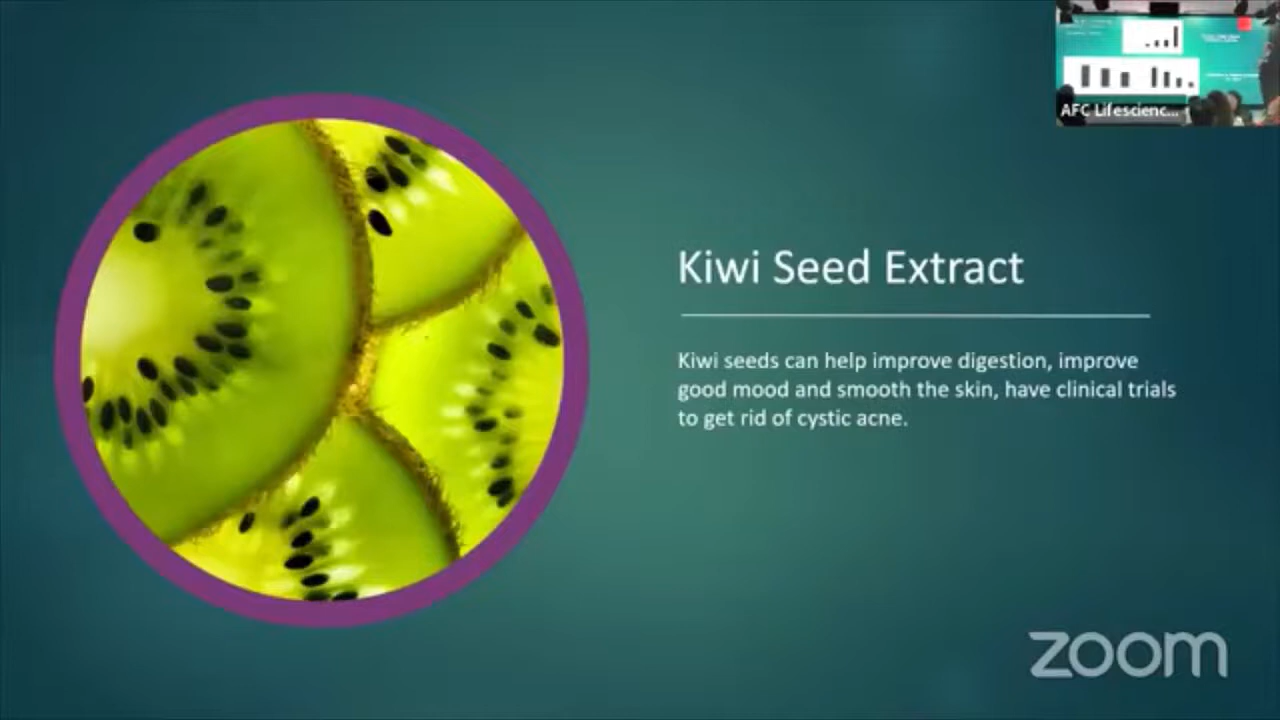 AFC Lifescienc...
Kiwi Seed Extract
Kiwi seeds can help improve digestion, improve
good mood and smooth the skin, have clinical trials
to get rid of cystic acne.
zoom